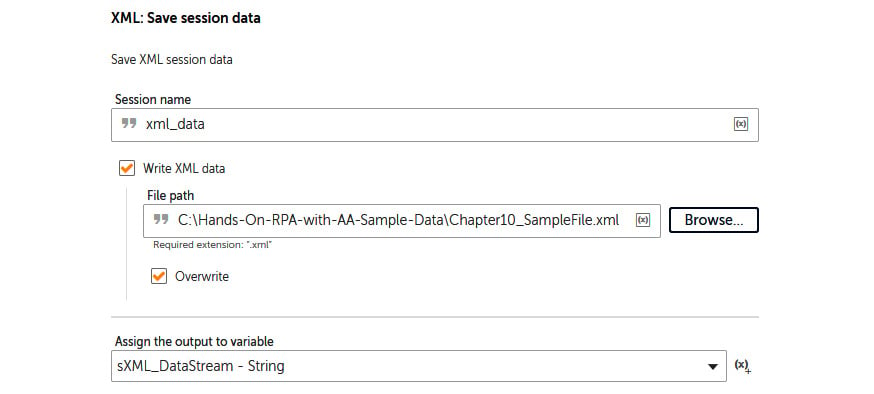 XML: Save session data
Save XML session data
Session name
xml_data (x)
Write XML data
File path
C:\Hands-On-RPA-with-AA-Sample-Data\Chapter10_SampleFile.xml (x) Browse...
Required extension: ".xml"
Overwrite
Assign the output to variable
sXML_DataStream - String (x)+